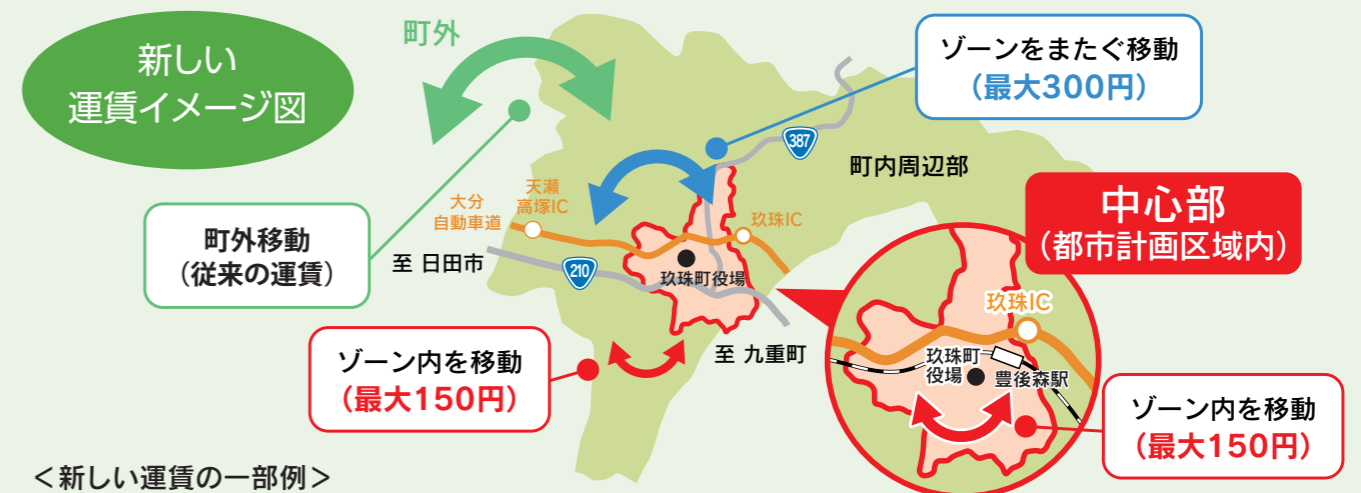 新しい
運賃イメージ図
町外
ゾーンをまたぐ移動
(最大300円)
387
町内周辺部
中心部
(都市計画区域内)
大分
自動車道
天瀬
高塚IC
玖珠IC
町外移動
(従来の運賃)
至 日田市
210
玖珠町役場
玖珠IC
ゾーン内を移動
(最大150円)
至 九重町
玖珠町
役場
豊後森駅
ゾーン内を移動
(最大150円)
＜新しい運賃の一部例＞